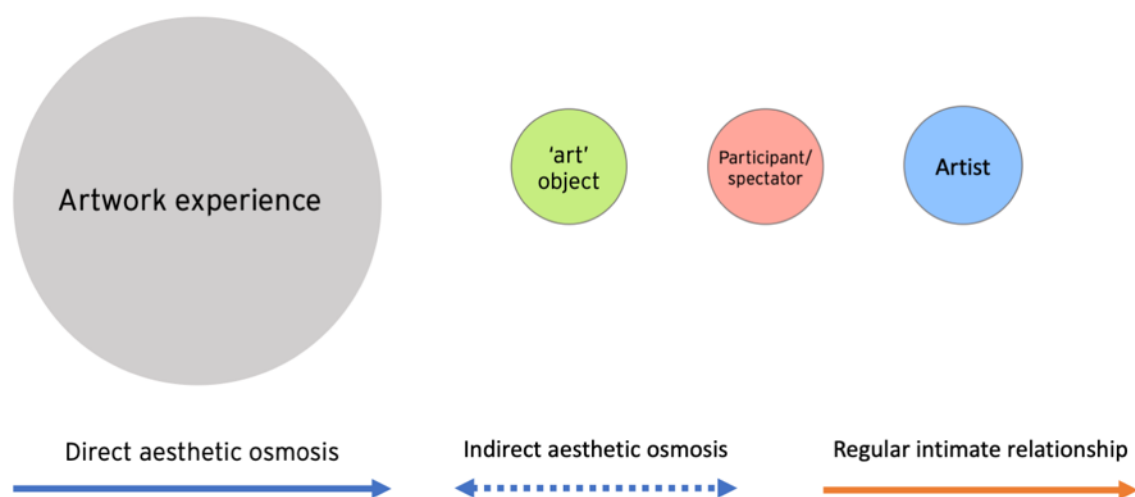 Artwork experience
‘art’
object
Participant/
spectator
Artist
Direct aesthetic osmosis
Indirect aesthetic osmosis
Regular intimate relationship